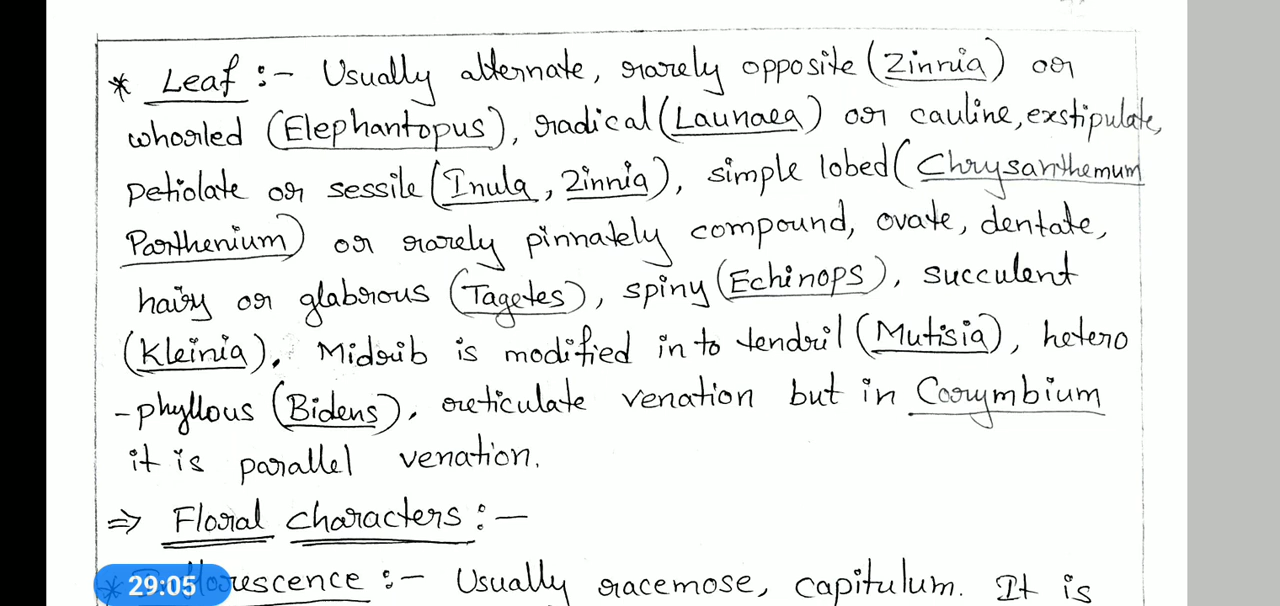 * Leaf :- Usually alternate, rarely opposite (Zinnia) or
whorled (Elephantopus), radical (Launaea) or cauline, exstipulate,
petiolate or sessile (Inula, Zinnia), simple lobed (Chrysanthemum
Parthenium) or rarely pinnately compound, ovate, dentate,
hairy or glabrous (Tagetes), spiny (Echinops), succulent
(Kleinia). Midrib is modified in to tendril (Mutisia), hetero
-phyllous (Bidens), reticulate venation but in Corymbium
it is parallel venation.
⇒ Floral characters :-
* Inflorescence :- Usually racemose, capitulum. It is
29:05